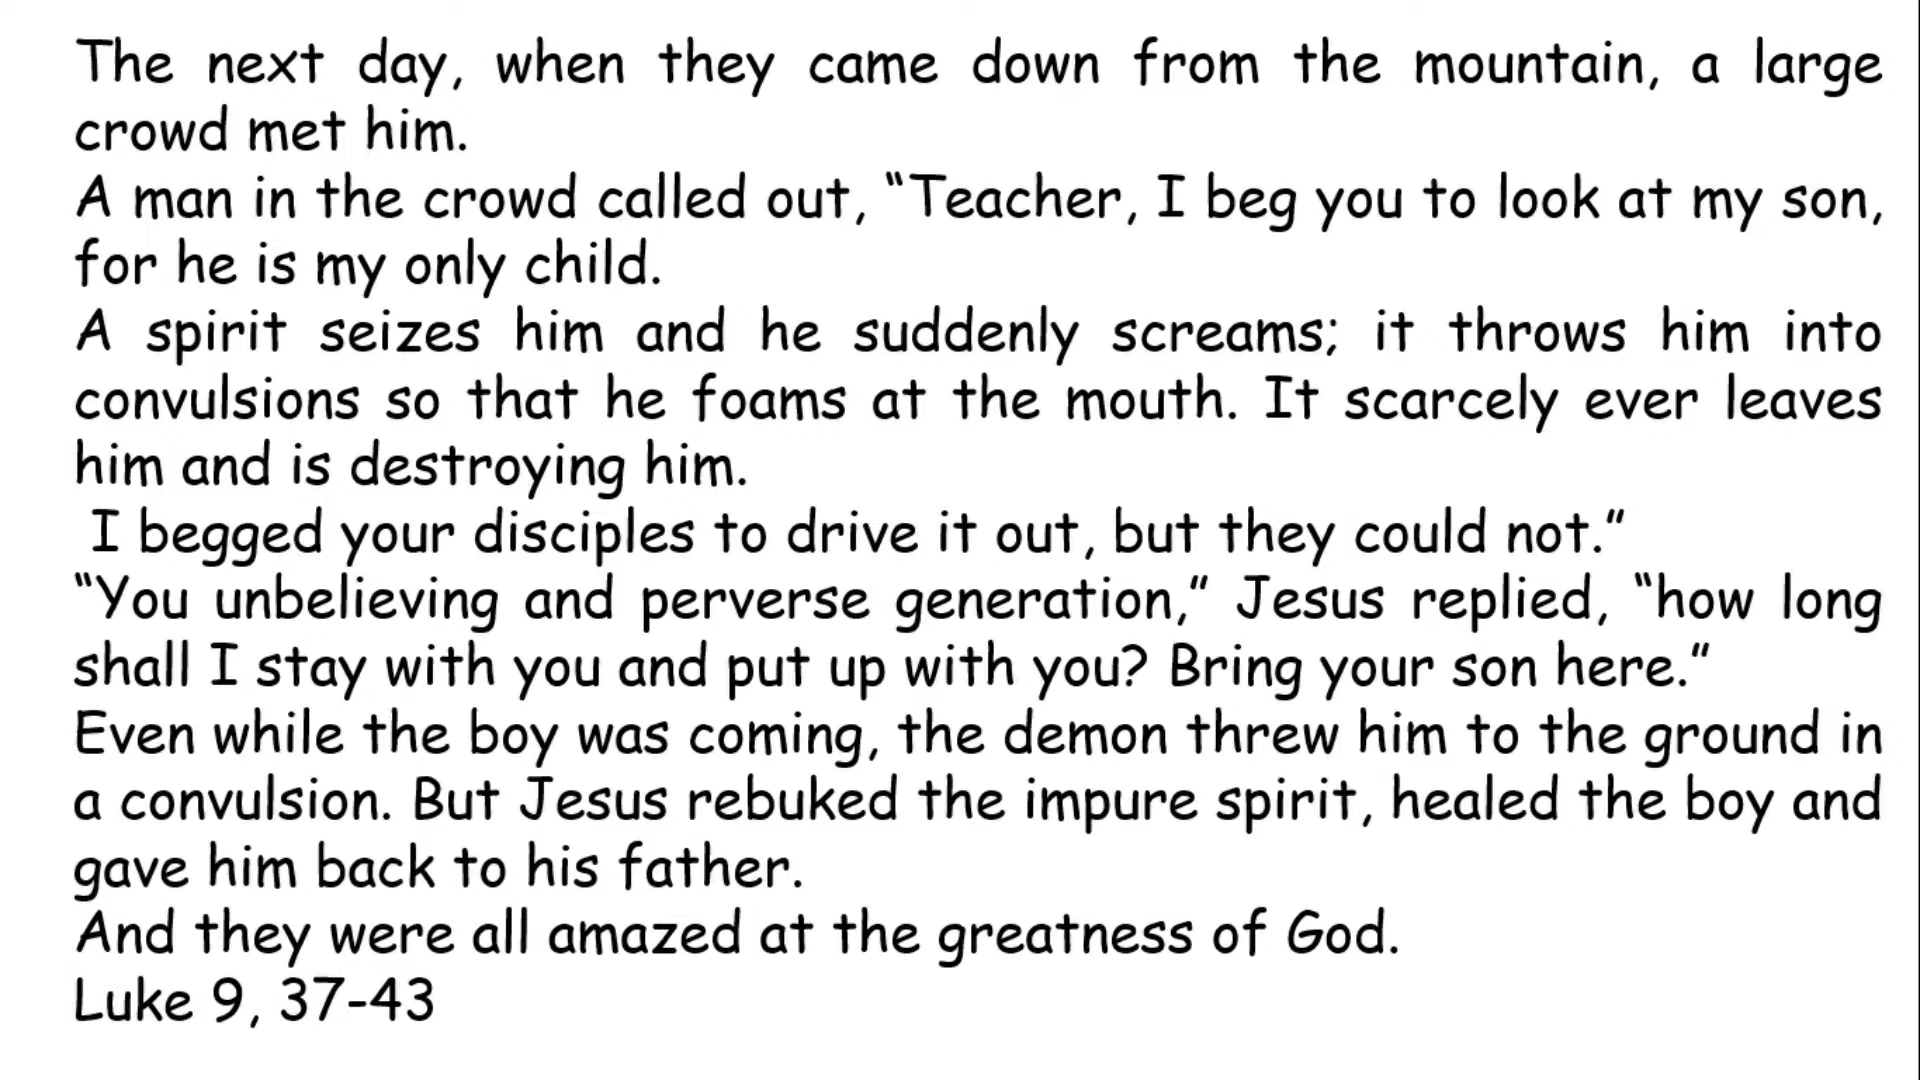 The next day, when they came down from the mountain, a large
crowd met him.
A man in the crowd called out, “Teacher, I beg you to look at my son,
for he is my only child.
A spirit seizes him and he suddenly screams; it throws him into
convulsions so that he foams at the mouth. It scarcely ever leaves
him and is destroying him.
I begged your disciples to drive it out, but they could not.”
“You unbelieving and perverse generation,” Jesus replied, “how long
shall I stay with you and put up with you? Bring your son here.”
Even while the boy was coming, the demon threw him to the ground in
a convulsion. But Jesus rebuked the impure spirit, healed the boy and
gave him back to his father.
And they were all amazed at the greatness of God.
Luke 9, 37-43